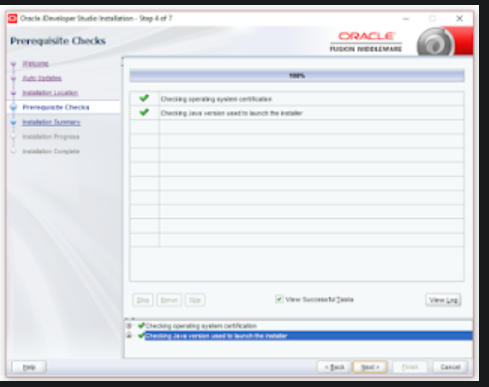 Oracle JDeveloper Studio Installation - Step 4 of 7
Prerequisite Checks
ORACLE
FUSION MIDDLEWARE
Welcome
Auto Updates
Installation Location
Prerequisite Checks
Installation Summary
Installation Progress
Installation Complete
100%
Checking operating system certification
Checking Java version used to launch the installer
Stop Rerun Skip View Successful Tasks View Log
Checking operating system certification
Checking Java version used to launch the installer
Help < Back Next > Finish Cancel